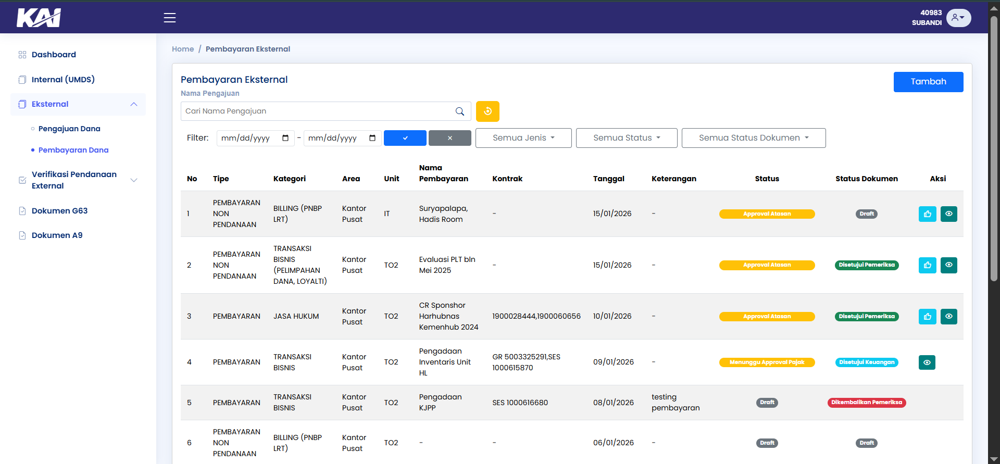 KAI
40983
SUBANDI
Dashboard
Internal (UMDS)
Eksternal
Pengajuan Dana
Pembayaran Dana
Verifikasi Pendanaan
External
Dokumen G63
Dokumen A9
Home / Pembayaran Eksternal
Pembayaran Eksternal
Tambah
Nama Pengajuan
Cari Nama Pengajuan
Filter: mm/dd/yyyy - mm/dd/yyyy Semua Jenis Semua Status Semua Status Dokumen
No Tipe Kategori Area Unit Nama Pembayaran Kontrak Tanggal Keterangan Status Status Dokumen Aksi
1 PEMBAYARAN NON PENDANAAN BILLING (PNBP LRT) Kantor Pusat IT Suryapalapa, Hadis Room - 15/01/2026 - Approval Atasan Draft
2 PEMBAYARAN NON PENDANAAN TRANSAKSI BISNIS (PELIMPAHAN DANA, LOYALTI) Kantor Pusat TO2 Evaluasi PLT bln Mei 2025 - 15/01/2026 - Approval Atasan Disetujui Pemeriksa
3 PEMBAYARAN JASA HUKUM Kantor Pusat TO2 CR Sponshor Harhubnas Kemenhub 2024 1900028444,1900060656 10/01/2026 - Approval Atasan Disetujui Pemeriksa
4 PEMBAYARAN TRANSAKSI BISNIS Kantor Pusat TO2 Pengadaan Inventaris Unit HL GR 5003325291,SES 1000615870 09/01/2026 - Menunggu Approval Pajak Disetujui Keuangan
5 PEMBAYARAN TRANSAKSI BISNIS Kantor Pusat TO2 Pengadaan KJPP SES 1000616680 08/01/2026 testing pembayaran Draft Dikembalikan Pemeriksa
6 PEMBAYARAN NON PENDANAAN BILLING (PNBP LRT) Kantor Pusat TO2 - - 06/01/2026 - Draft Draft